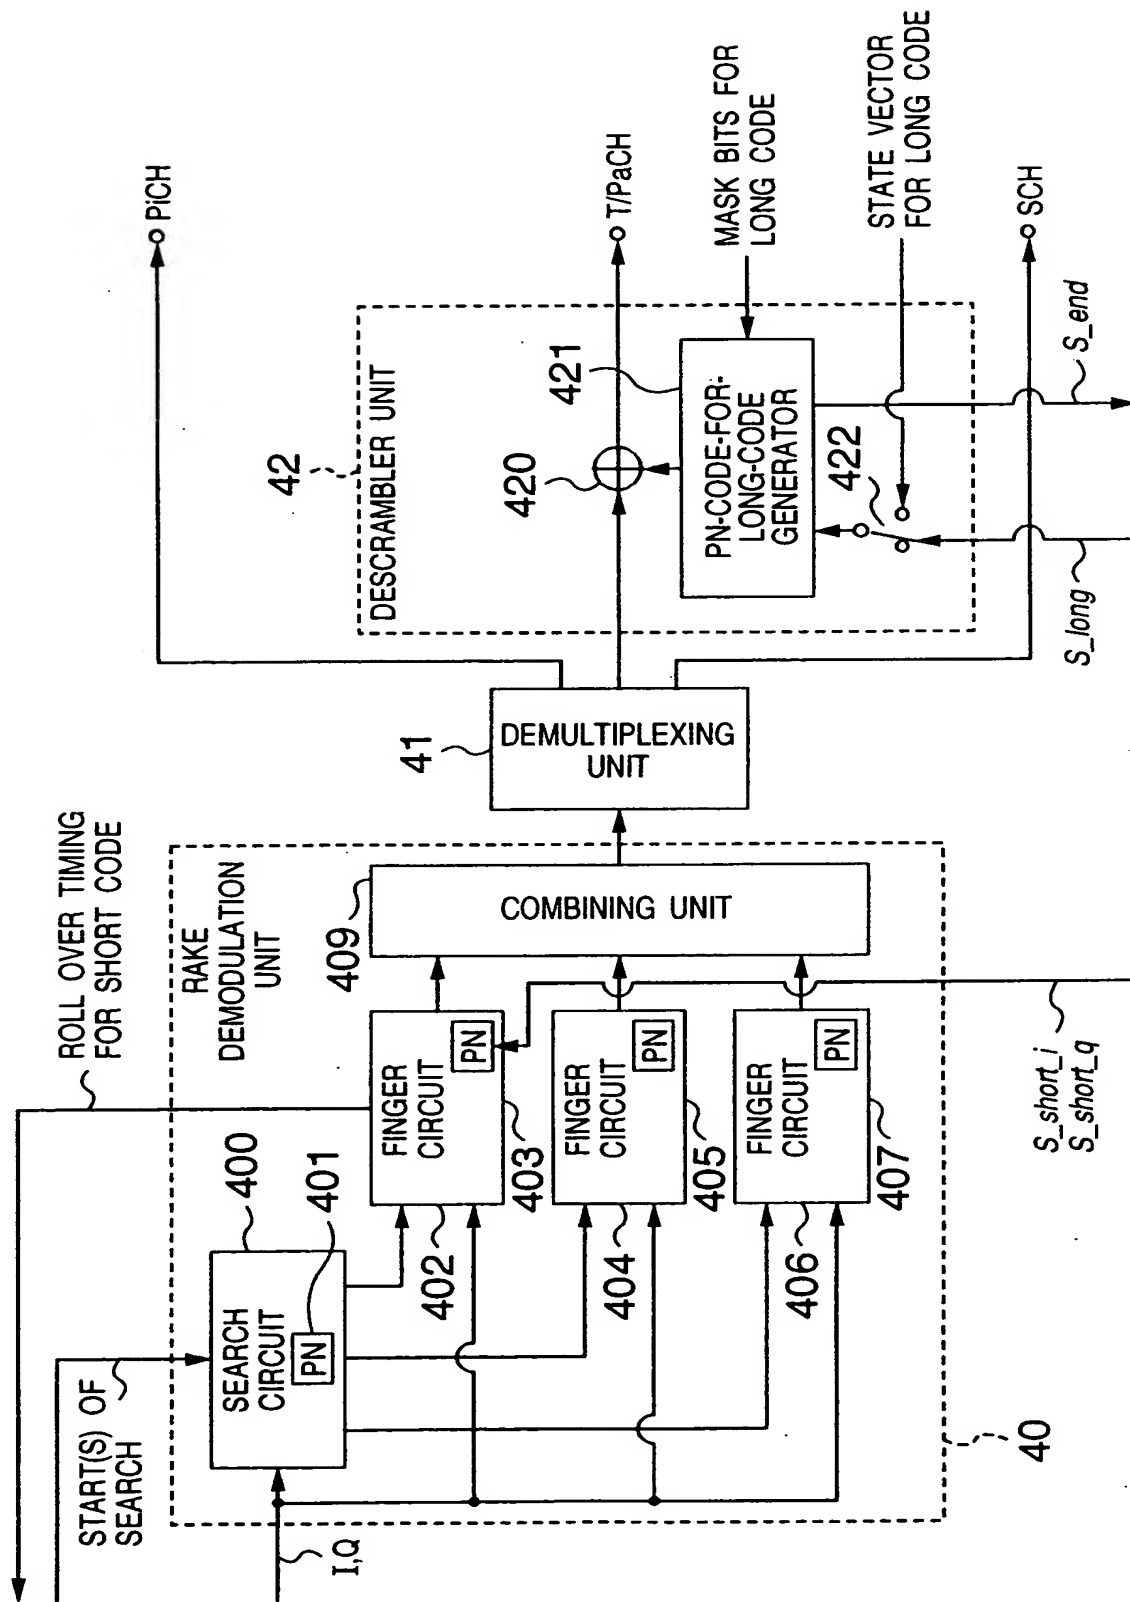 ROLL OVER TIMING
FOR SHORT CODE
START(S) OF
SEARCH
I,Q
RAKE
DEMODULATION
UNIT
40
400
SEARCH
CIRCUIT
PN
401
402
FINGER
CIRCUIT
PN
403
404
FINGER
CIRCUIT
PN
405
406
FINGER
CIRCUIT
PN
407
409
COMBINING UNIT
S_short_i
S_short_q
41
DEMULTIPLEXING
UNIT
42
DESCRAMBLER UNIT
420
421
PN-CODE-FOR-
LONG-CODE
GENERATOR
422
S_long
S_end
PiCH
T/PaCH
MASK BITS FOR
LONG CODE
STATE VECTOR
FOR LONG CODE
SCH